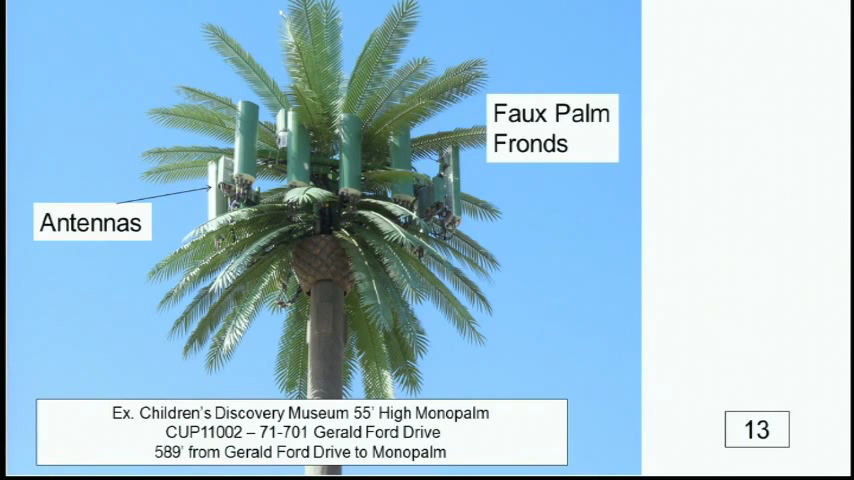 Faux Palm
Fronds
Antennas
Ex. Children's Discovery Museum 55' High Monopalm
CUP11002 – 71-701 Gerald Ford Drive
589' from Gerald Ford Drive to Monopalm
13